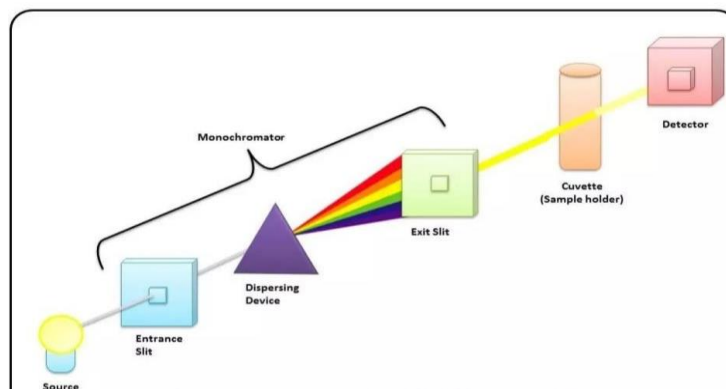 Monochromator
Detector
Cuvette
(Sample holder)
Exit Slit
Dispersing
Device
Entrance
Slit
Source